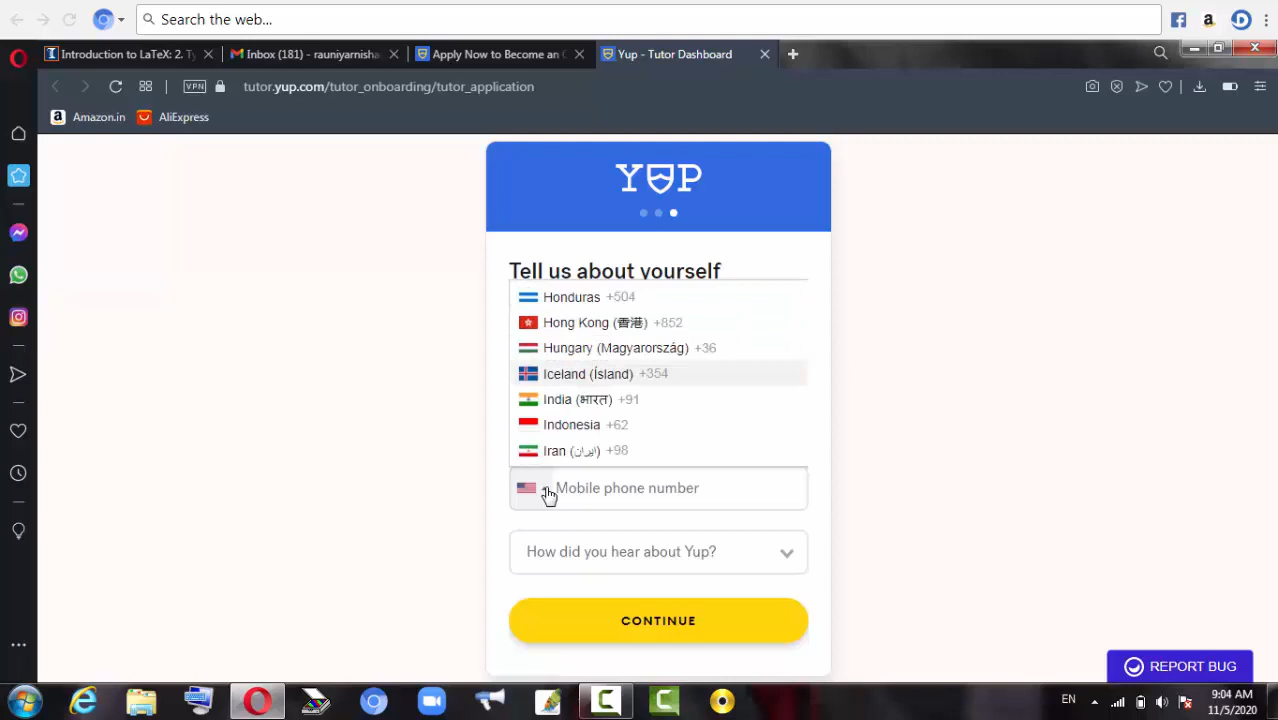 Search the web...
Introduction to LaTeX: 2. Ty
Inbox (181) - rauniyarnisha
Apply Now to Become an
Yup - Tutor Dashboard
VPN
tutor.yup.com/tutor_onboarding/tutor_application
Amazon.in
AliExpress
YUP
Tell us about yourself
Honduras +504
Hong Kong (香港) +852
Hungary (Magyarország) +36
Iceland (Ísland) +354
India (भारत) +91
Indonesia +62
Iran (ایران) +98
Mobile phone number
How did you hear about Yup?
CONTINUE
REPORT BUG
EN
9:04 AM
11/5/2020